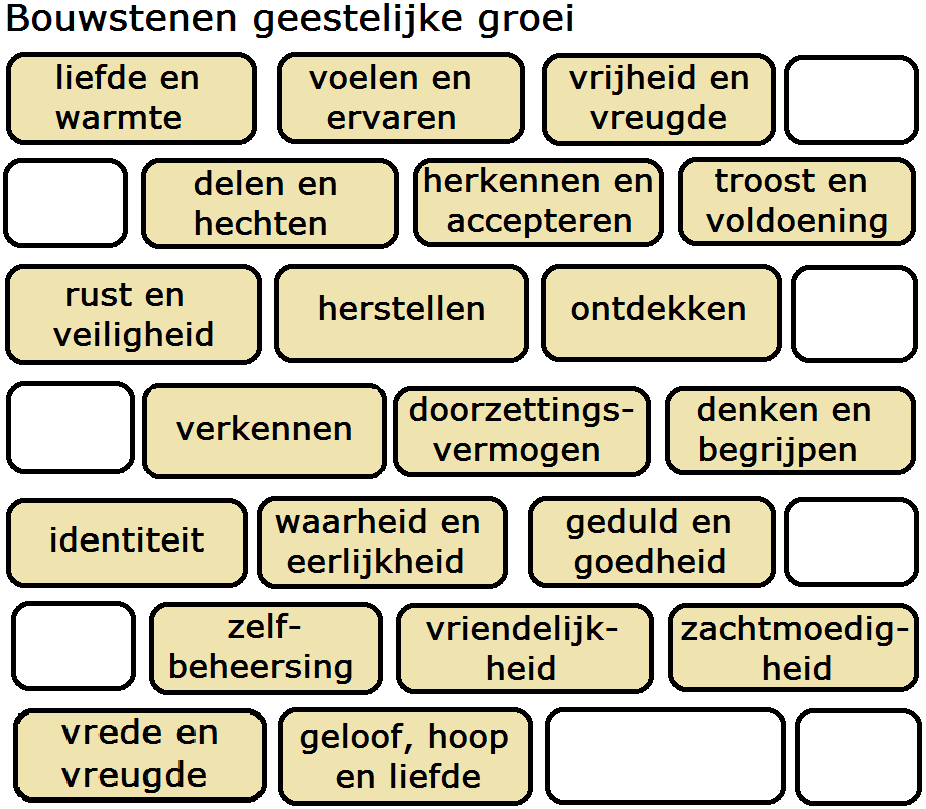 Bouwstenen geestelijke groei
liefde en
warmte
voelen en
ervaren
vrijheid en
vreugde
delen en
hechten
herkennen en
accepteren
troost en
voldoening
rust en
veiligheid
herstellen
ontdekken
verkennen
doorzettings-
vermogen
denken en
begrijpen
identiteit
waarheid en
eerlijkheid
geduld en
goedheid
zelf-
beheersing
vriendelijk-
heid
zachtmoedig-
heid
vrede en
vreugde
geloof, hoop
en liefde